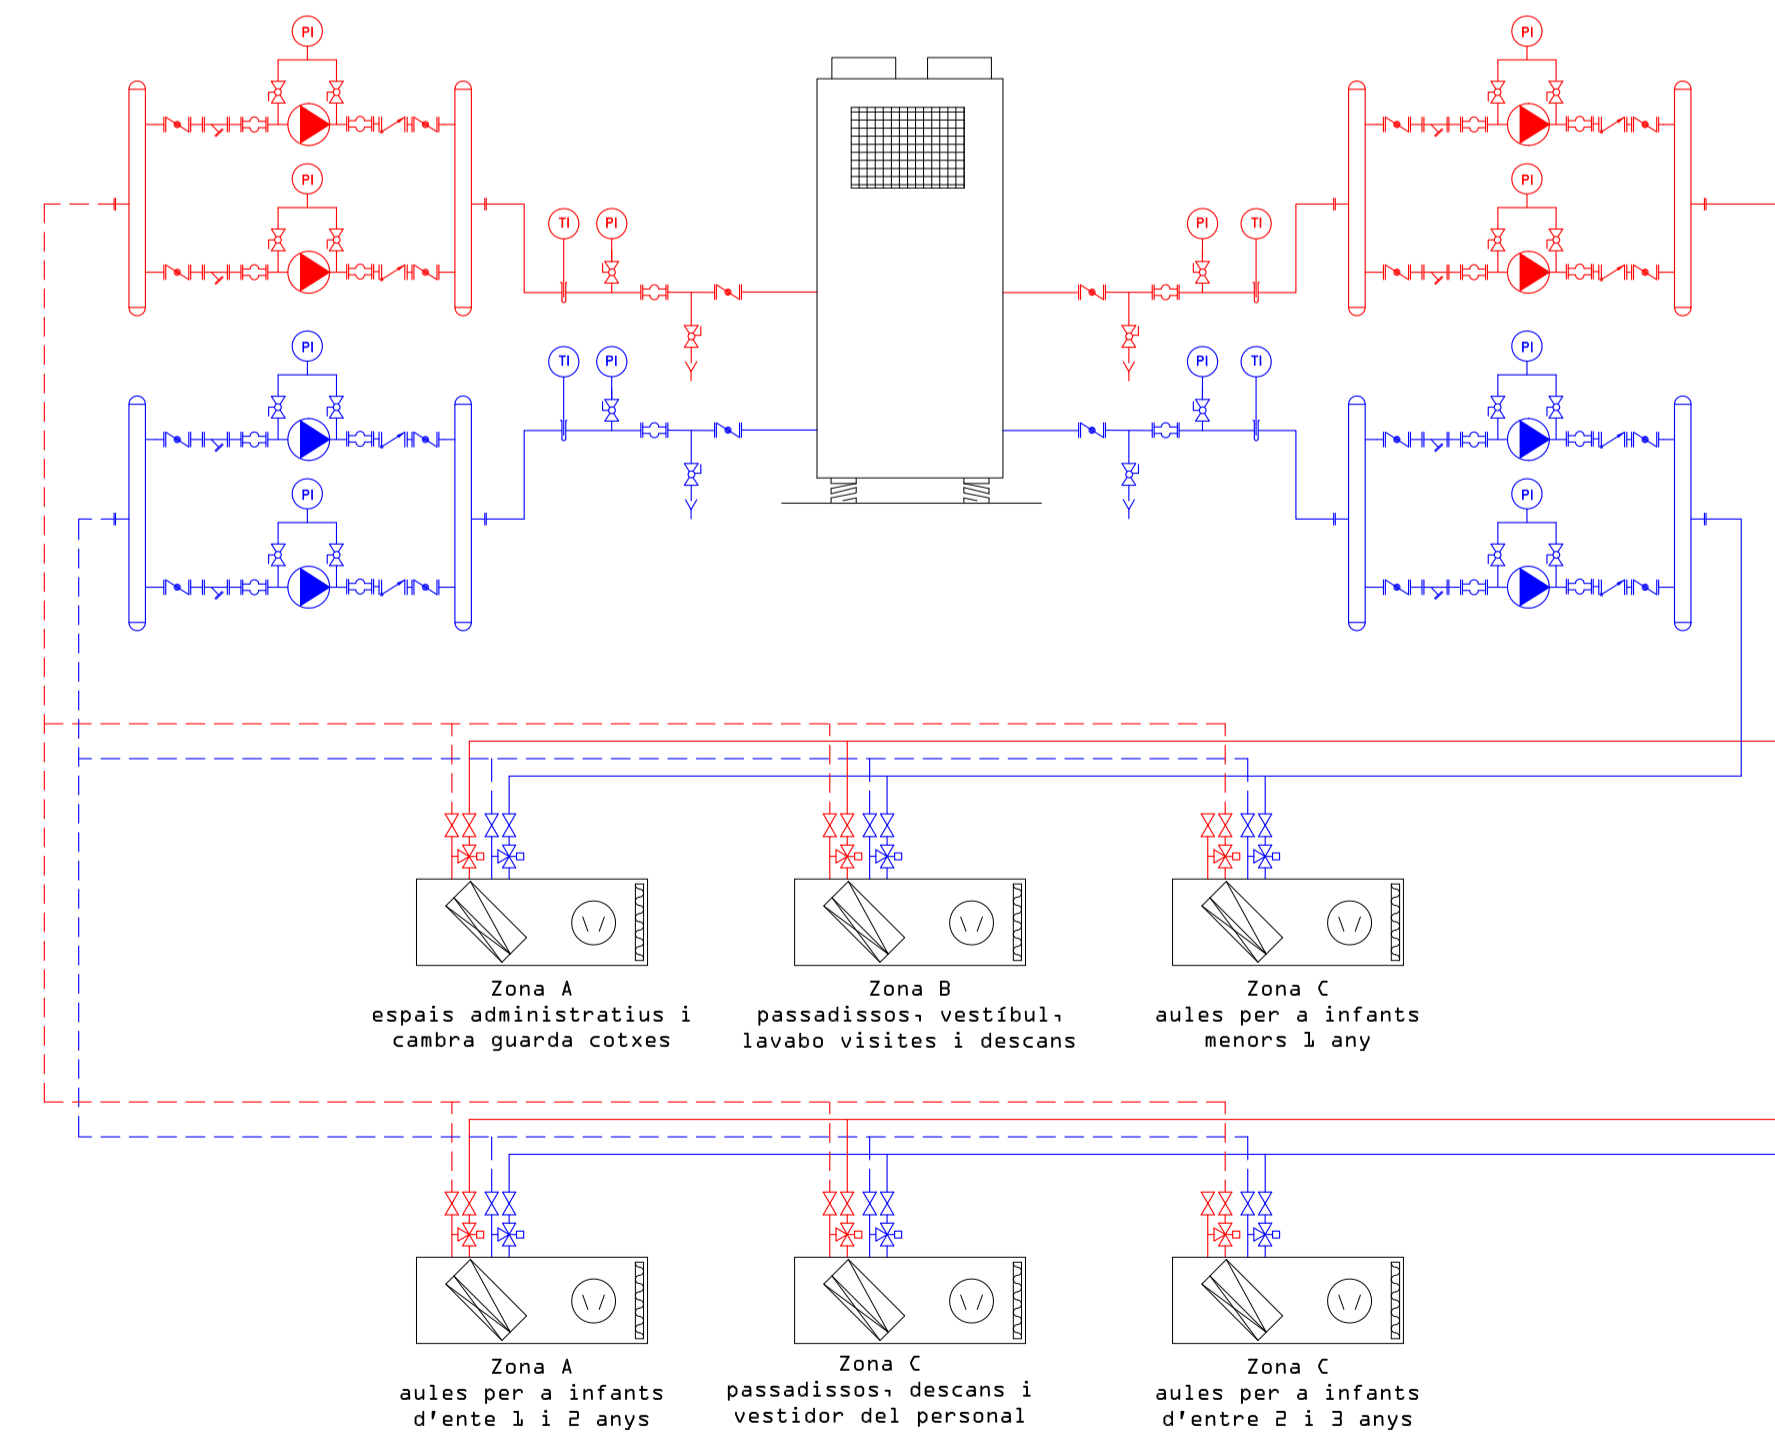 PI
PI
PI
PI
TI
PI
PI
TI
PI
PI
TI
PI
PI
TI
PI
PI
Zona A
espais administratius i
cambra guarda cotxes
Zona B
passadissos, vestíbul,
lavabo visites i descans
Zona C
aules per a infants
menors 1 any
Zona A
aules per a infants
d'ente 1 i 2 anys
Zona C
passadissos, descans i
vestidor del personal
Zona C
aules per a infants
d'entre 2 i 3 anys